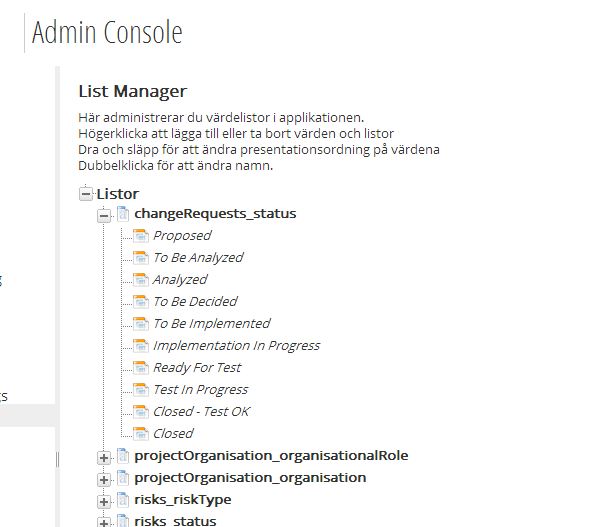 Admin Console
List Manager
Här administrerar du värdelistor i applikationen.
Högerklicka att lägga till eller ta bort värden och listor
Dra och släpp för att ändra presentationsordning på värdena
Dubbelklicka för att ändra namn.
Listor
changeRequests_status
Proposed
To Be Analyzed
Analyzed
To Be Decided
To Be Implemented
Implementation In Progress
Ready For Test
Test In Progress
Closed - Test OK
Closed
projectOrganisation_organisationalRole
projectOrganisation_organisation
risks_riskType
risks_status